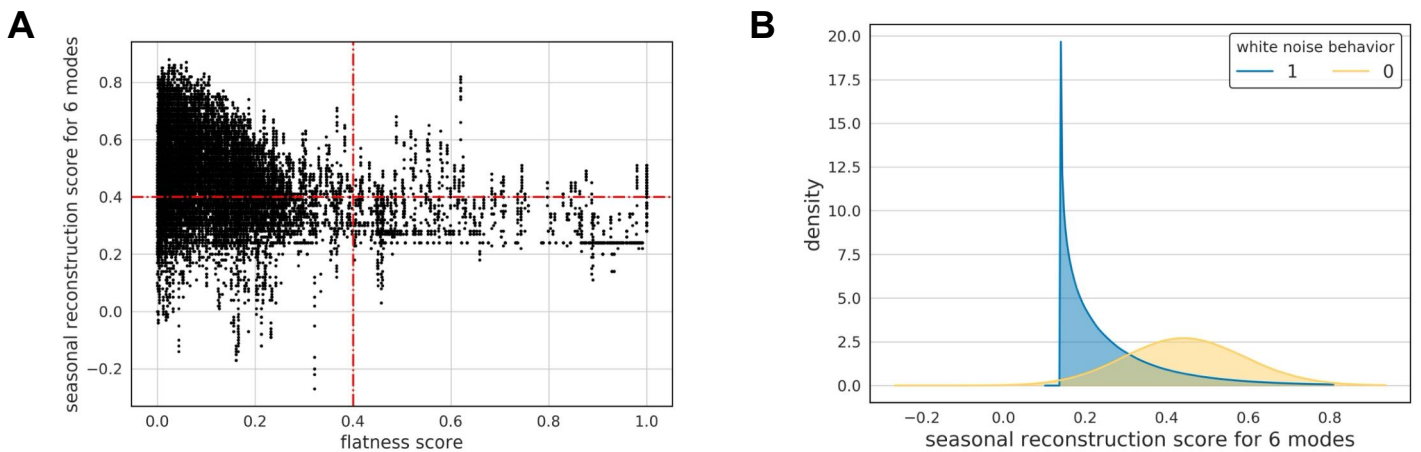 A
seasonal reconstruction score for 6 modes
0.8
0.6
0.4
0.2
0.0
−0.2
0.0 0.2 0.4 0.6 0.8 1.0
flatness score
B
density
20.0
17.5
15.0
12.5
10.0
7.5
5.0
2.5
0.0
white noise behavior
1 0
−0.2 0.0 0.2 0.4 0.6 0.8
seasonal reconstruction score for 6 modes